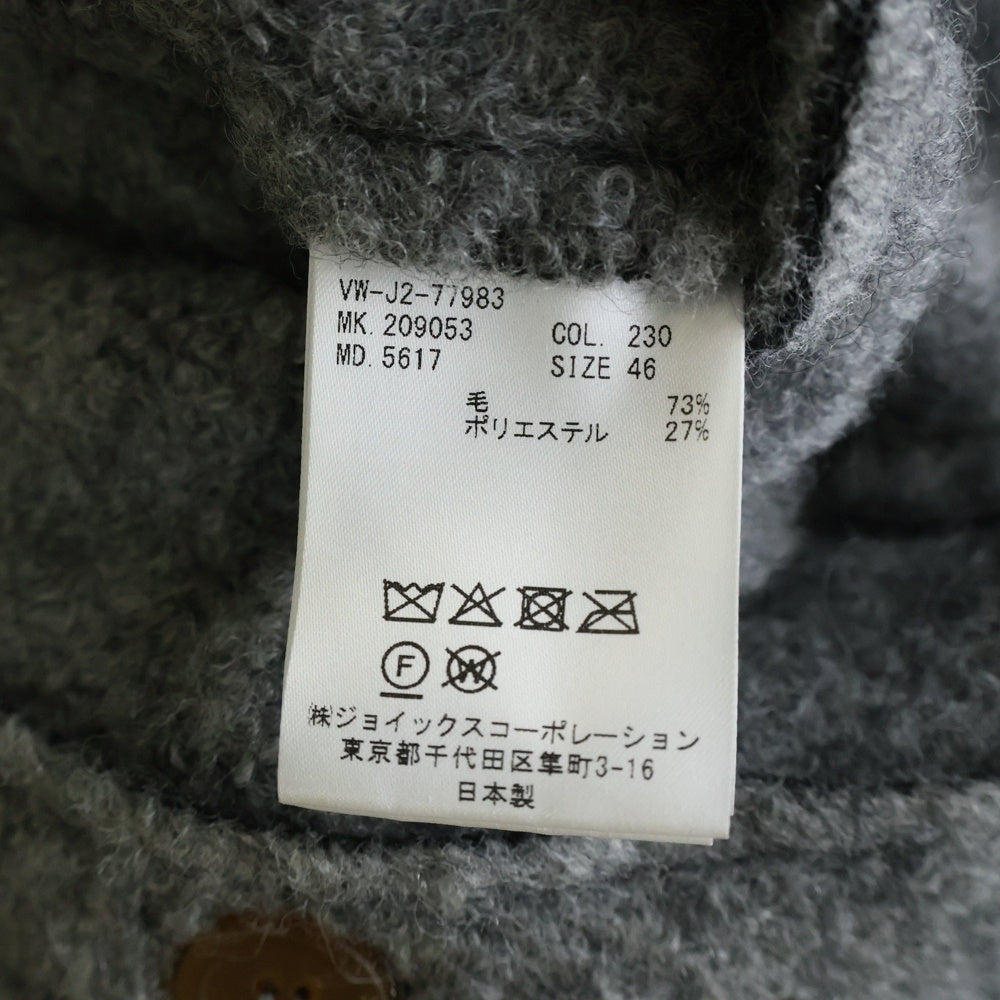 VW-J2-77983
MK. 209053 COL. 230
MD. 5617 SIZE 46
毛 73%
ポリエステル 27%
F W
㈱ジョイックスコーポレーション
東京都千代田区隼町3-16
日本製